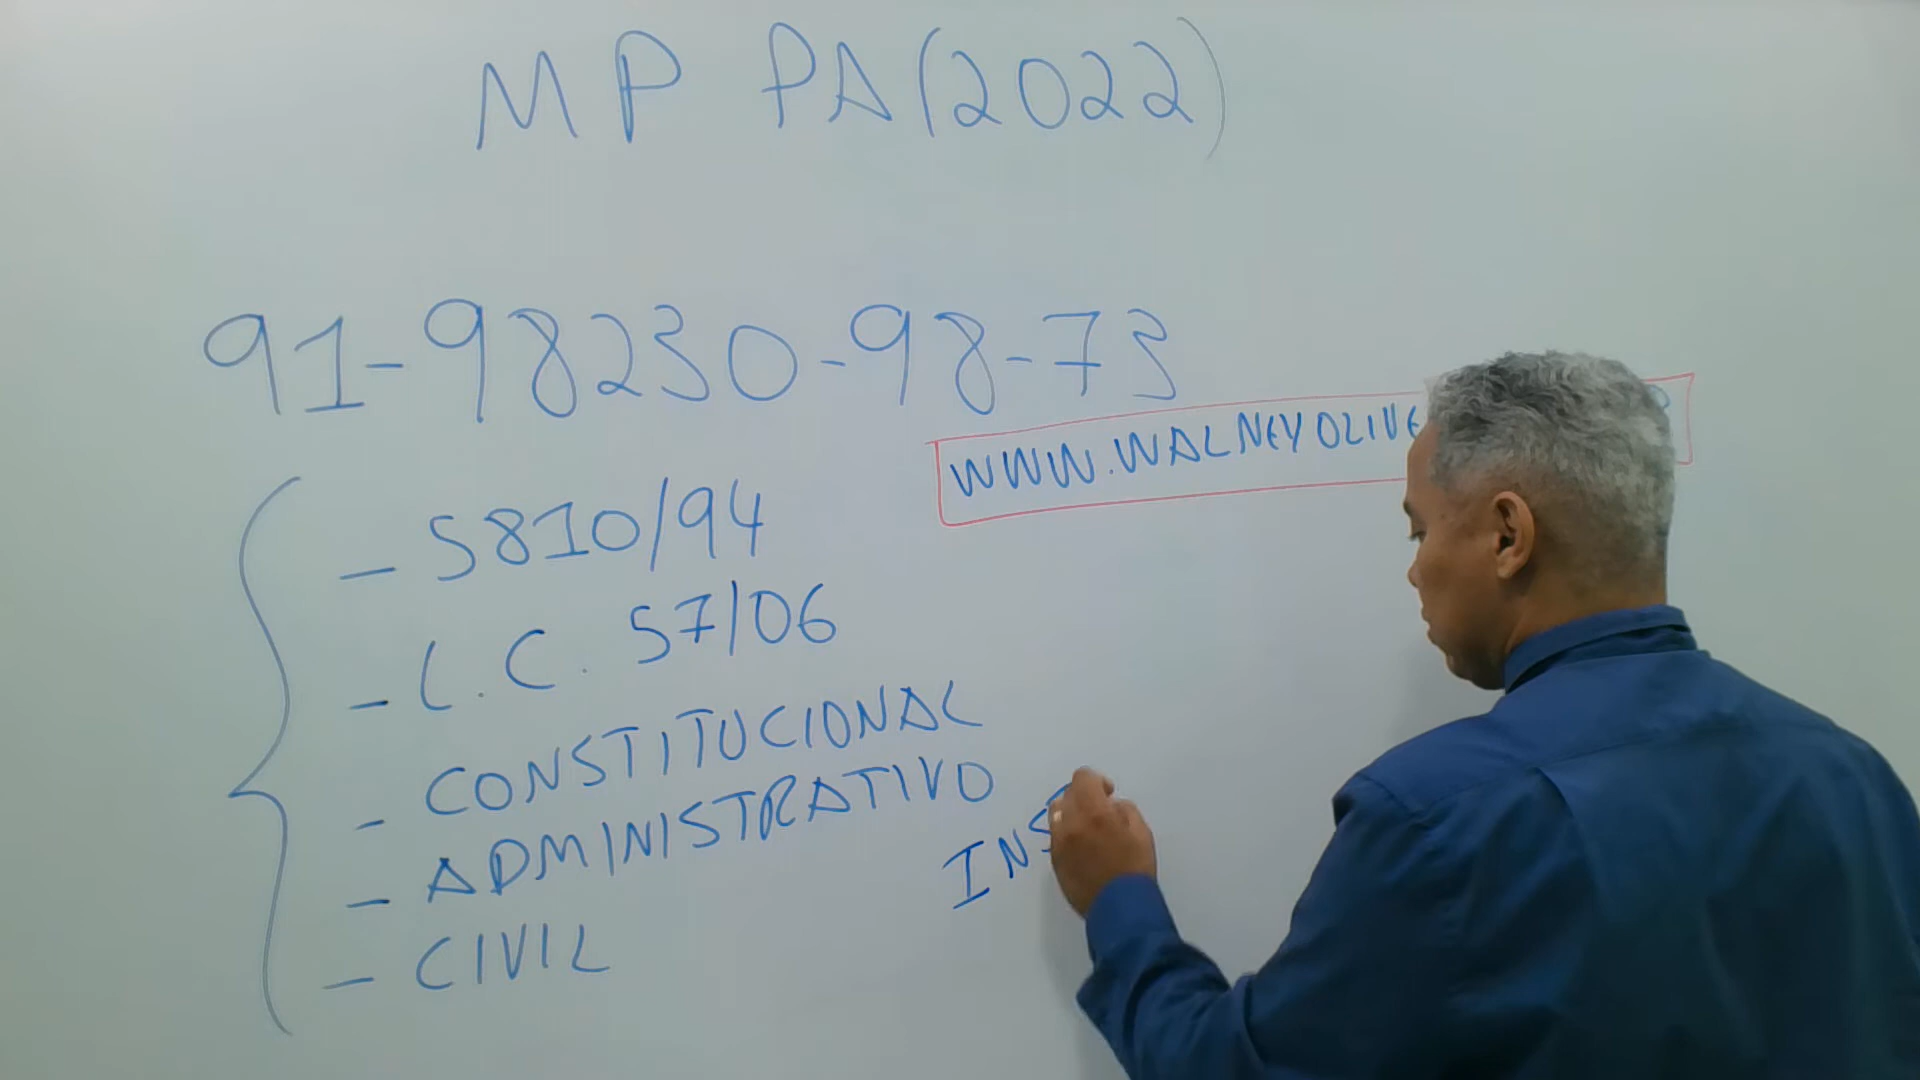 MP PA(2022)
91-98230-98-73
WWW.WALNEYOLIVE
- 5810/94
- L.C. 57/06
- CONSTITUCIONAL
- ADMINISTRATIVO
- CIVIL
INS